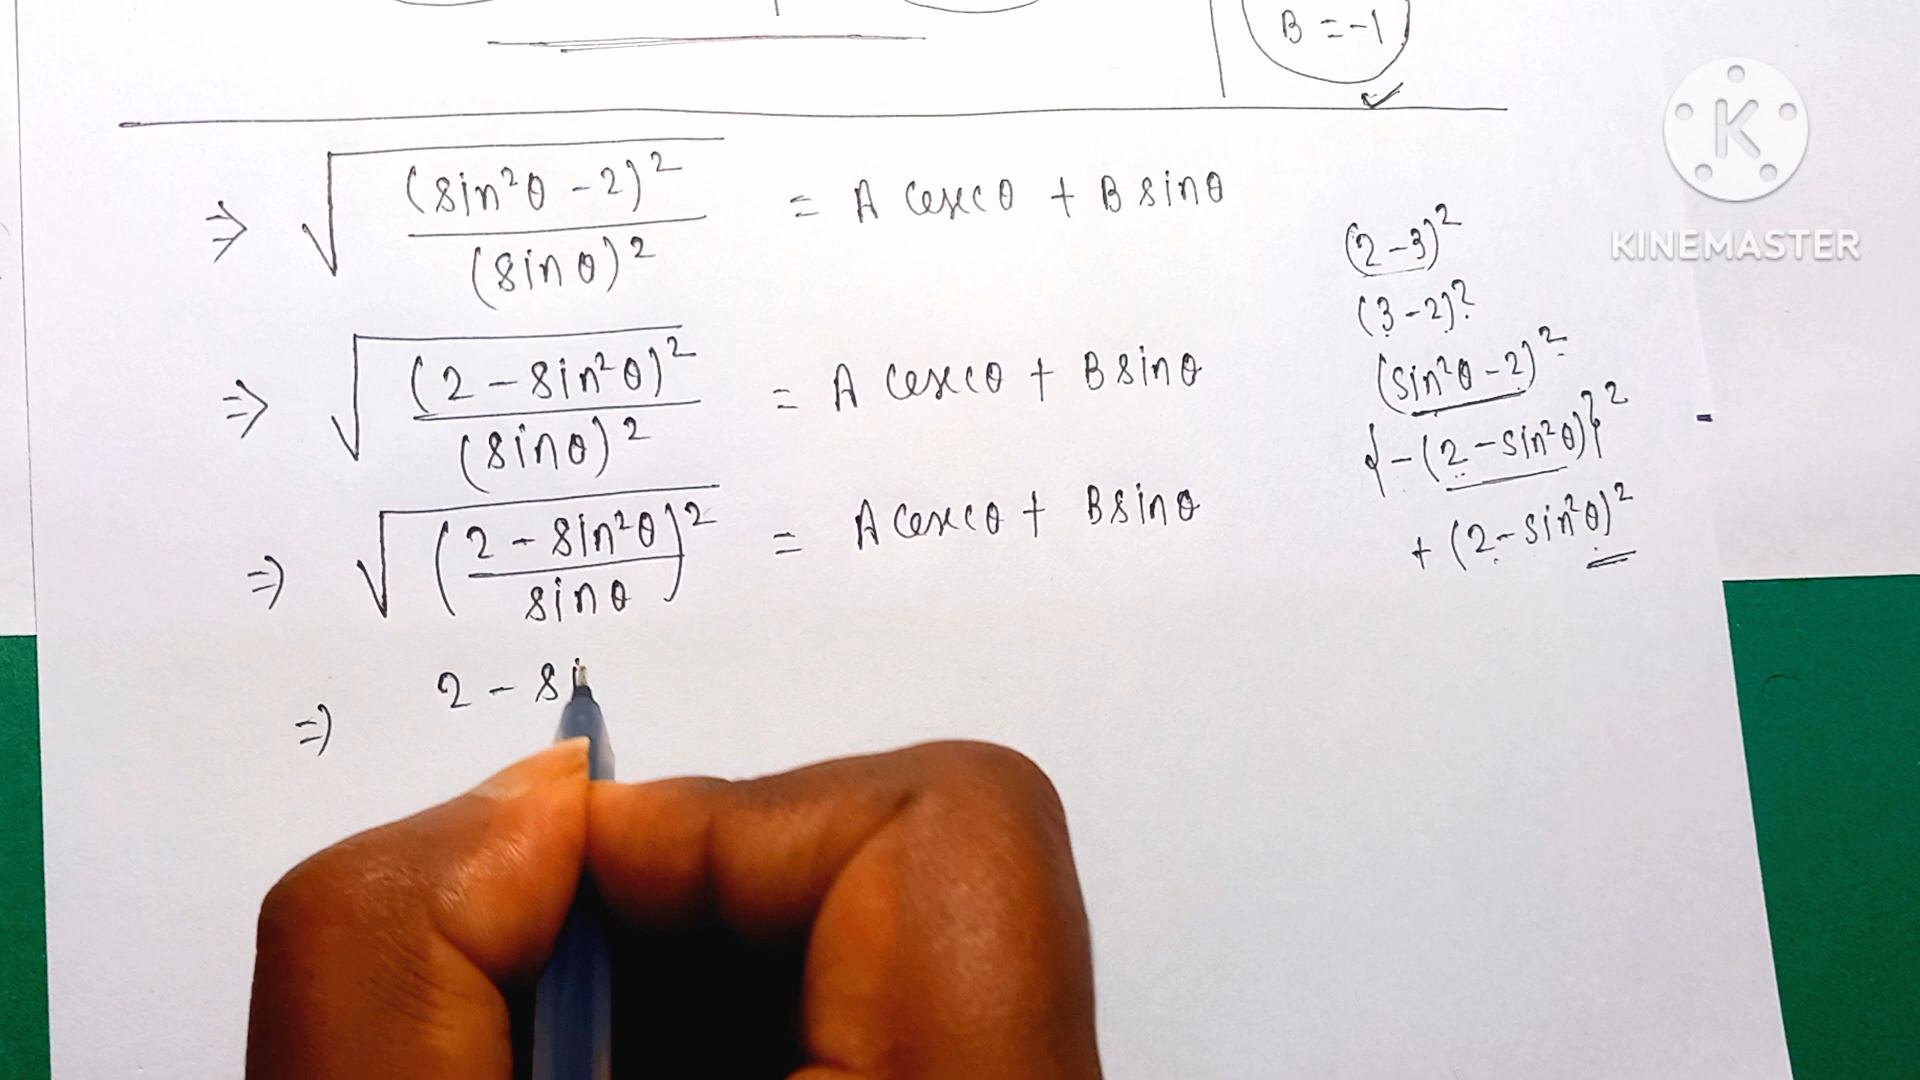 B = -1
⇒ √((sin²θ - 2)² / (sinθ)²) = A cosecθ + B sinθ
⇒ √((2 - sin²θ)² / (sinθ)²) = A cosecθ + B sinθ
⇒ √((2 - sin²θ / sinθ)²) = A cosecθ + B sinθ
⇒ 2 - si
(2-3)²
(3-2)²
(sin²θ - 2)²
{-(2 - sin²θ)}²
+ (2 - sin²θ)²
K
KINEMASTER